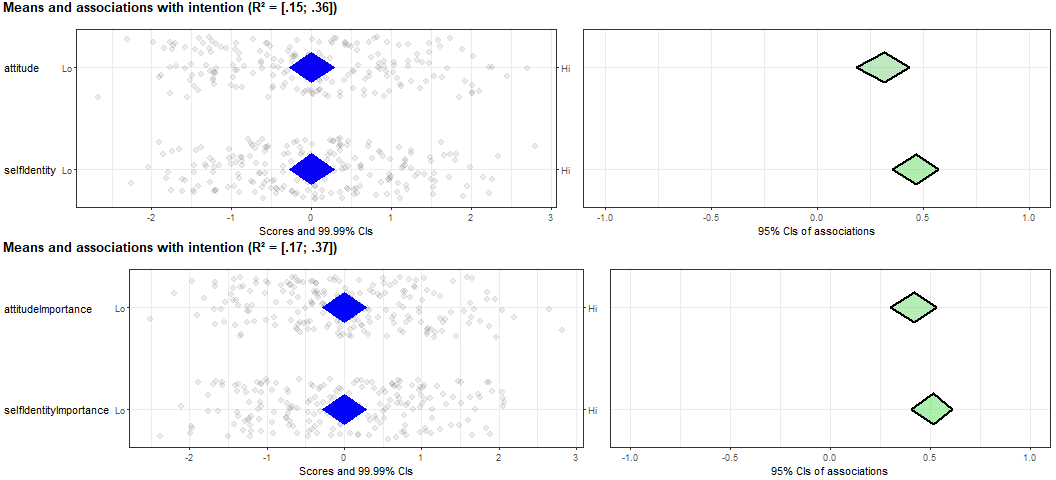 Means and associations with intention (R² = [.15; .36])
attitude Lo Hi
selfIdentity Lo Hi
-2 -1 0 1 2 3 -1.0 -0.5 0.0 0.5 1.0
Scores and 99.99% CIs 95% CIs of associations
Means and associations with intention (R² = [.17; .37])
attitudeImportance Lo Hi
selfIdentityImportance Lo Hi
-2 -1 0 1 2 3 -1.0 -0.5 0.0 0.5 1.0
Scores and 99.99% CIs 95% CIs of associations